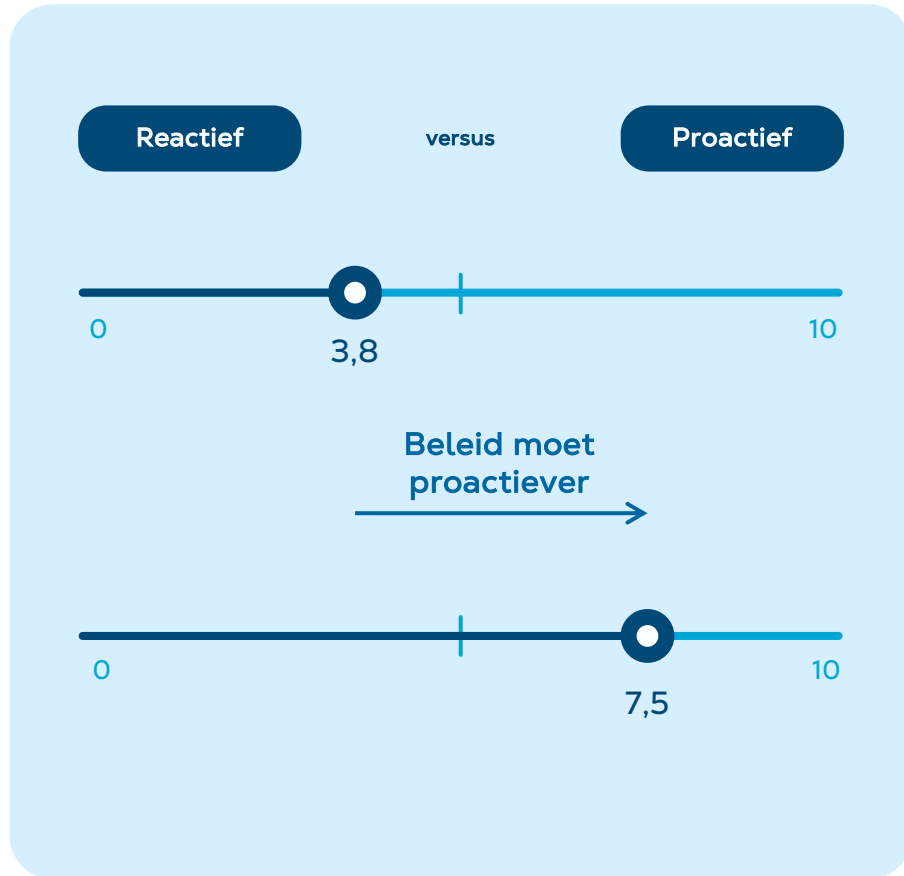 Reactief
versus
Proactief
0
10
3,8
Beleid moet
proactiever
0
10
7,5